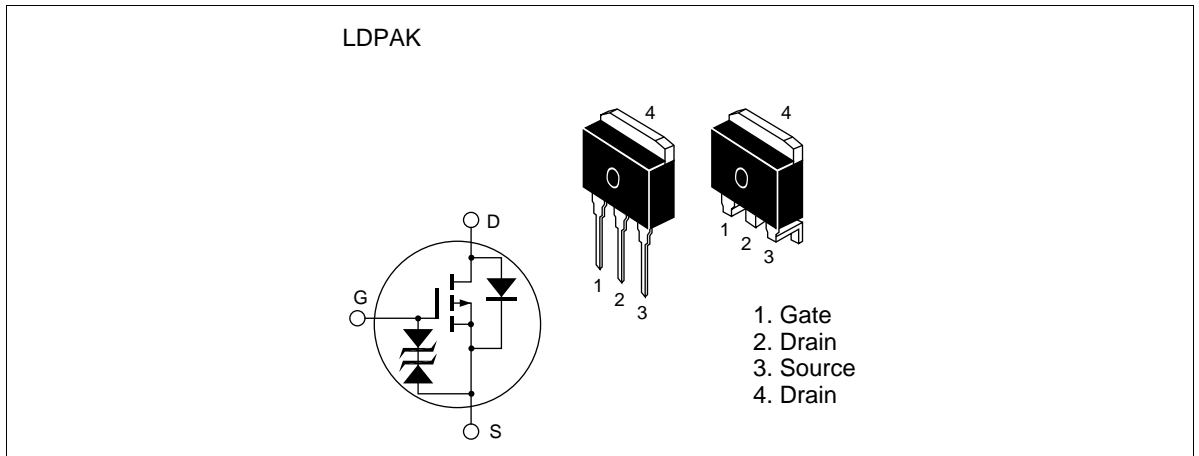 LDPAK
4
4
1
2
3
1
2
3
D
G
S
1. Gate
2. Drain
3. Source
4. Drain